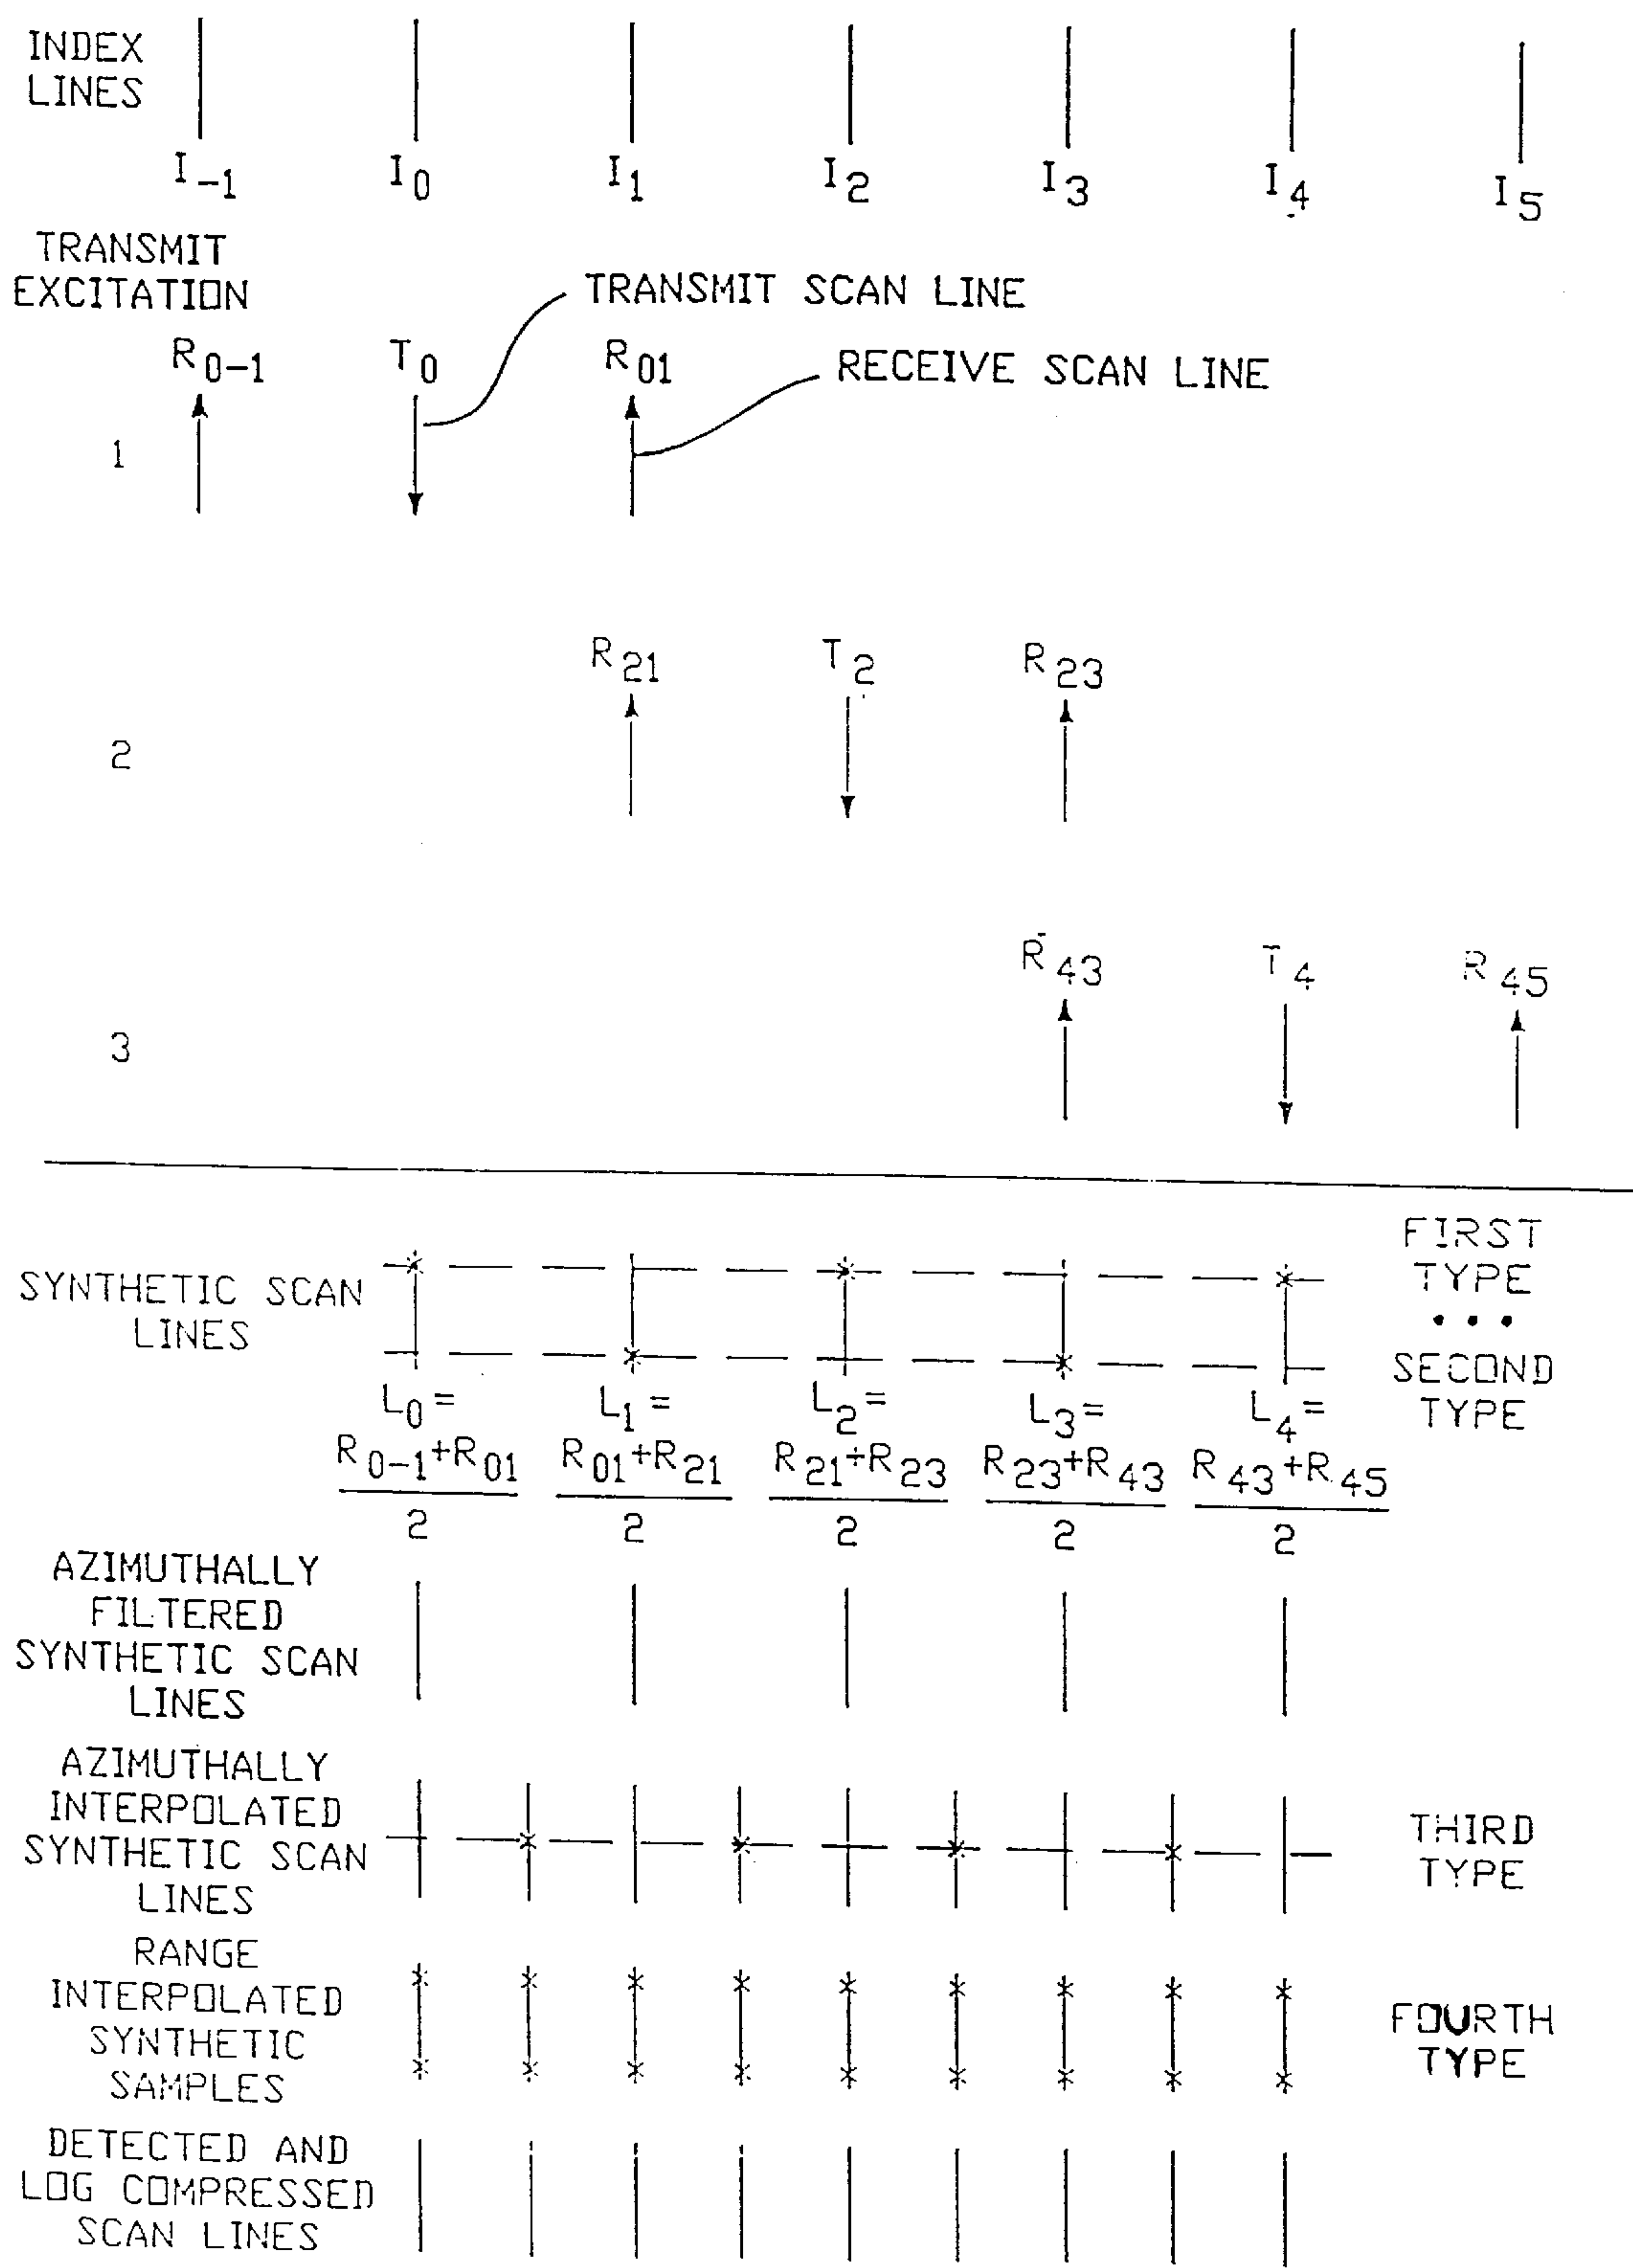 INDEX
LINES
I-1 I0 I1 I2 I3 I4 I5
TRANSMIT
EXCITATION
TRANSMIT SCAN LINE
R0-1 T0 R01
RECEIVE SCAN LINE
1
R21 T2 R23
2
R43 T4 R45
3
SYNTHETIC SCAN
LINES
FIRST
TYPE
• • •
SECOND
TYPE
L0= L1= L2= L3= L4=
R0-1+R01 R01+R21 R21+R23 R23+R43 R43+R45
2 2 2 2 2
AZIMUTHALLY
FILTERED
SYNTHETIC SCAN
LINES
AZIMUTHALLY
INTERPOLATED
SYNTHETIC SCAN
LINES
THIRD
TYPE
RANGE
INTERPOLATED
SYNTHETIC
SAMPLES
FOURTH
TYPE
DETECTED AND
LOG COMPRESSED
SCAN LINES